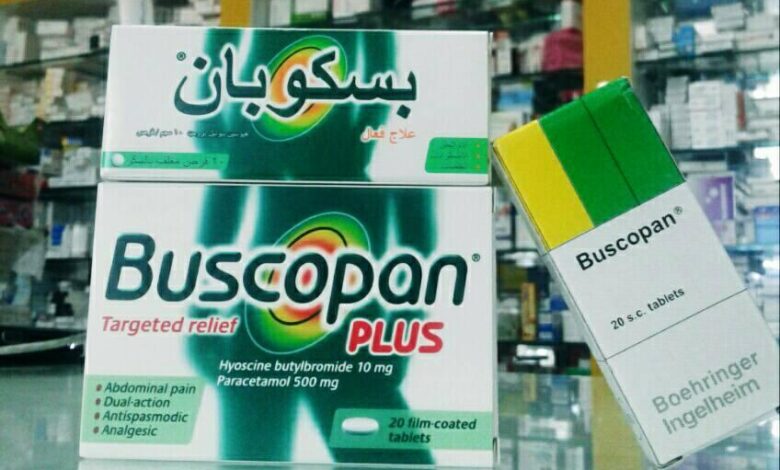 بسكوبان®
علاج فعال
Buscopan®
PLUS
Targeted relief
Hyoscine butylbromide 10 mg
Paracetamol 500 mg
• Abdominal pain
• Dual-action
• Antispasmodic
• Analgesic
20 film-coated
tablets
Buscopan®
20 s.c. tablets
Boehringer
Ingelheim